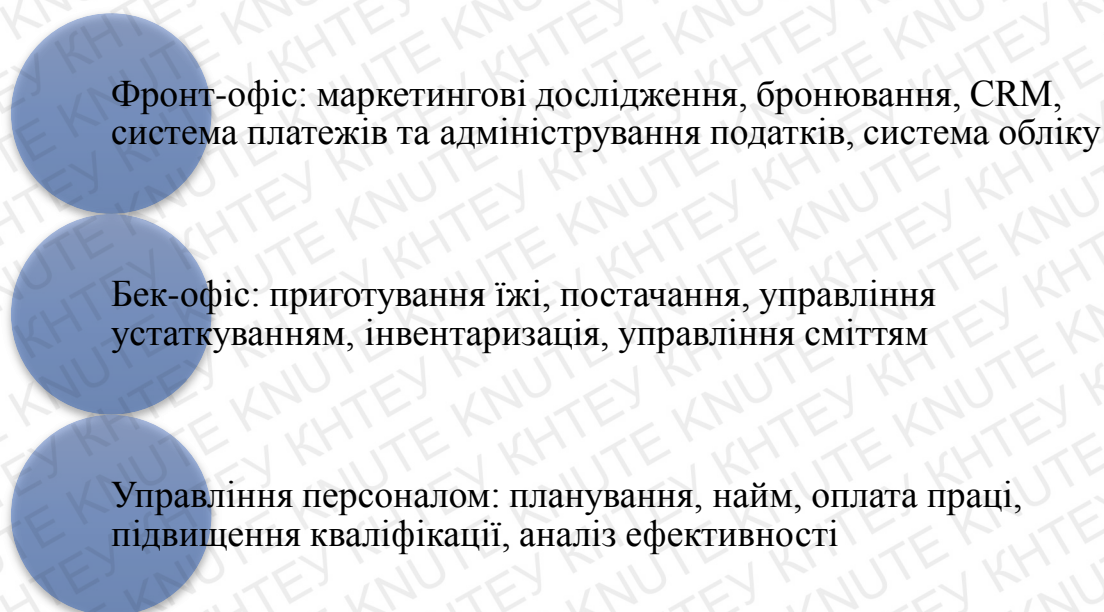 Фронт-офіс: маркетингові дослідження, бронювання, CRM,
система платежів та адміністрування податків, система обліку
Бек-офіс: приготування їжі, постачання, управління
устаткуванням, інвентаризація, управління сміттям
Управління персоналом: планування, найм, оплата праці,
підвищення кваліфікації, аналіз ефективності